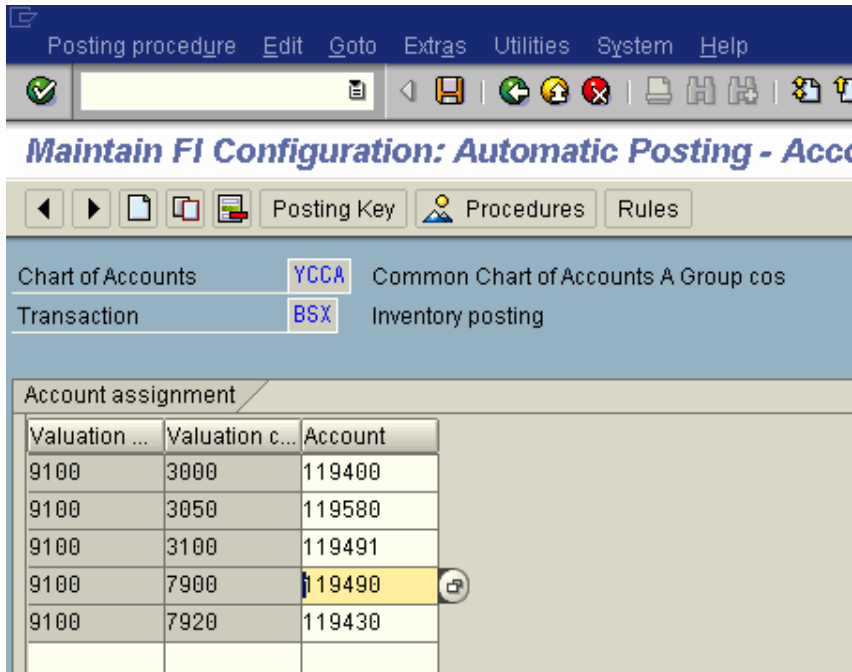 Posting procedure Edit Goto Extras Utilities System Help
Maintain FI Configuration: Automatic Posting - Acco
Posting Key Procedures Rules
Chart of Accounts YCCA Common Chart of Accounts A Group cos
Transaction BSX Inventory posting
Account assignment
Valuation ... Valuation c... Account
9100 3000 119400
9100 3050 119580
9100 3100 119491
9100 7900 119490
9100 7920 119430